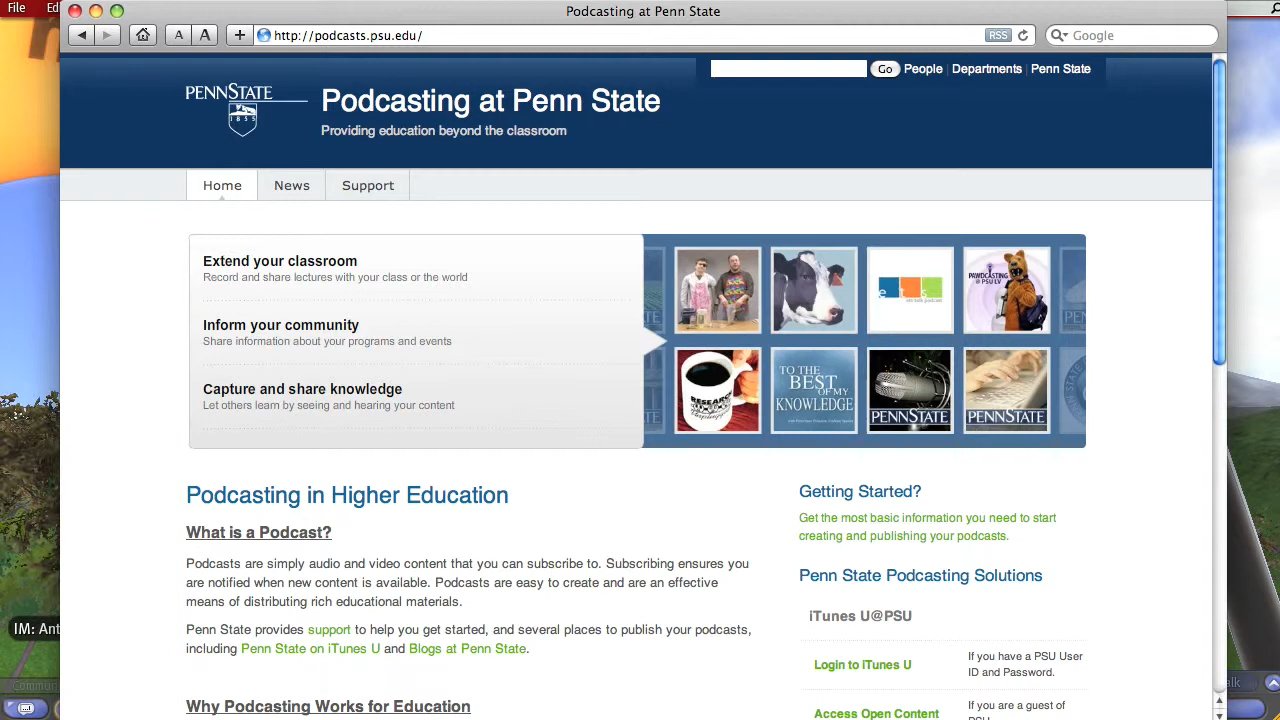 File
Podcasting at Penn State
A A + http://podcasts.psu.edu/ RSS Google
Go People | Departments | Penn State
PENNSTATE
1855
Podcasting at Penn State
Providing education beyond the classroom
Home News Support
Extend your classroom
Record and share lectures with your class or the world
Inform your community
Share information about your programs and events
Capture and share knowledge
Let others learn by seeing and hearing your content
ets
PAWDCASTING
@ PSU LV
RESEARCH
TO THE
BEST
OF MY
KNOWLEDGE
PENNSTATE
PENNSTATE
Podcasting in Higher Education
What is a Podcast?
Podcasts are simply audio and video content that you can subscribe to. Subscribing ensures you
are notified when new content is available. Podcasts are easy to create and are an effective
means of distributing rich educational materials.
Penn State provides support to help you get started, and several places to publish your podcasts,
including Penn State on iTunes U and Blogs at Penn State.
Why Podcasting Works for Education
Getting Started?
Get the most basic information you need to start
creating and publishing your podcasts.
Penn State Podcasting Solutions
iTunes U@PSU
Login to iTunes U
If you have a PSU User
ID and Password.
Access Open Content
If you are a guest of
IM: Ant